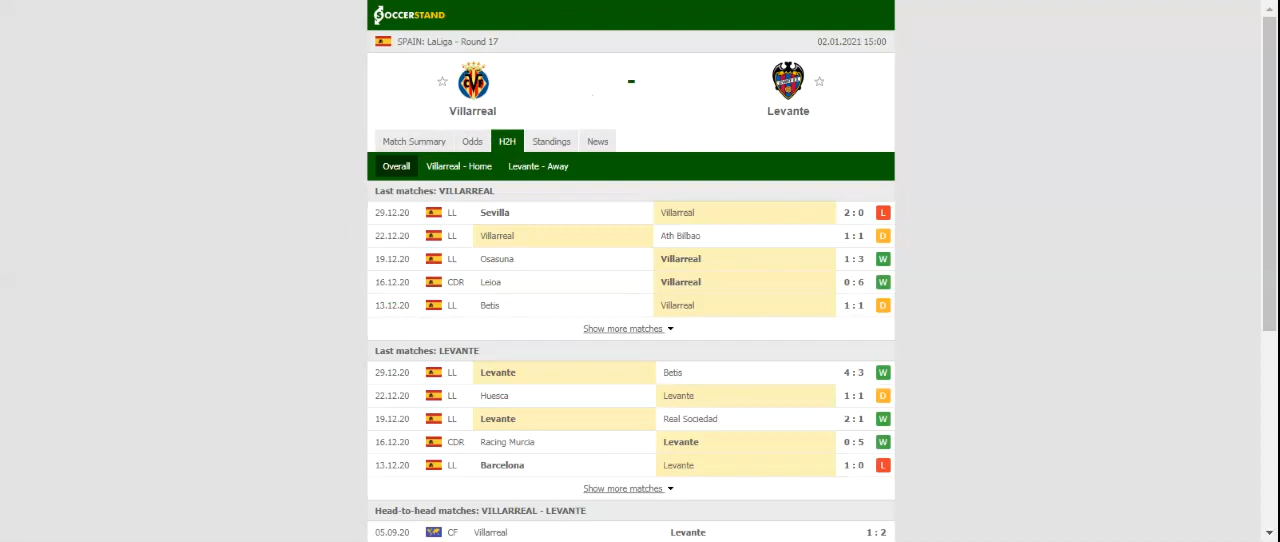 SOCCERSTAND
SPAIN: LaLiga - Round 17 02.01.2021 15:00
-
Villarreal Levante
Match Summary Odds H2H Standings News
Overall Villarreal - Home Levante - Away
Last matches: VILLARREAL
29.12.20 LL Sevilla Villarreal 2 : 0 L
22.12.20 LL Villarreal Ath Bilbao 1 : 1 D
19.12.20 LL Osasuna Villarreal 1 : 3 W
16.12.20 CDR Leioa Villarreal 0 : 6 W
13.12.20 LL Betis Villarreal 1 : 1 D
Show more matches
Last matches: LEVANTE
29.12.20 LL Levante Betis 4 : 3 W
22.12.20 LL Huesca Levante 1 : 1 D
19.12.20 LL Levante Real Sociedad 2 : 1 W
16.12.20 CDR Racing Murcia Levante 0 : 5 W
13.12.20 LL Barcelona Levante 1 : 0 L
Show more matches
Head-to-head matches: VILLARREAL - LEVANTE
05.09.20 CF Villarreal Levante 1 : 2